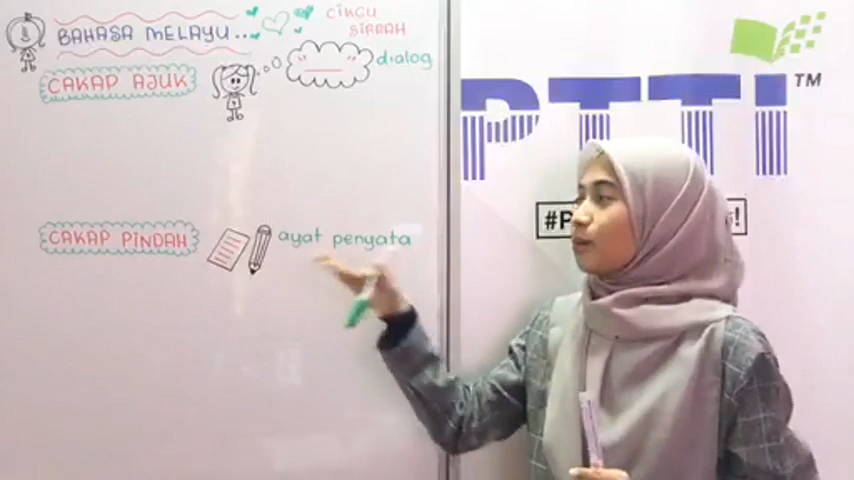 BAHASA MELAYU...
CIKGU
SIRRAH
CAKAP AJUK
dialog
CAKAP PINDAH
ayat penyata
PTTI
TM
#P
!